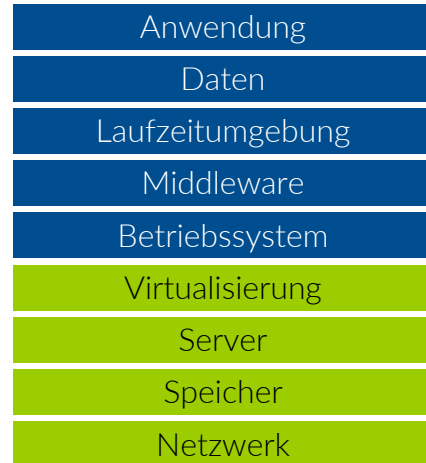 Anwendung
Daten
Laufzeitumgebung
Middleware
Betriebssystem
Virtualisierung
Server
Speicher
Netzwerk